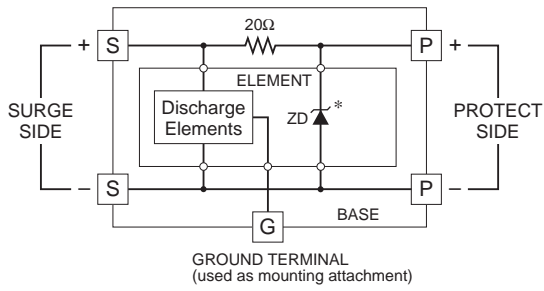 20Ω
+ S P +
ELEMENT
Discharge
Elements
ZD *
SURGE
SIDE
PROTECT
SIDE
– S P –
BASE
G
GROUND TERMINAL
(used as mounting attachment)